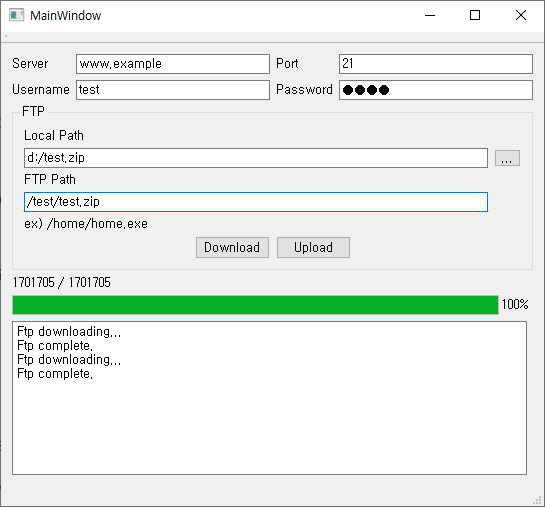 MainWindow
Server www.example Port 21
Username test Password ●●●●
FTP
Local Path
d:/test.zip ...
FTP Path
/test/test.zip
ex) /home/home.exe
Download Upload
1701705 / 1701705
100%
Ftp downloading...
Ftp complete.
Ftp downloading...
Ftp complete.